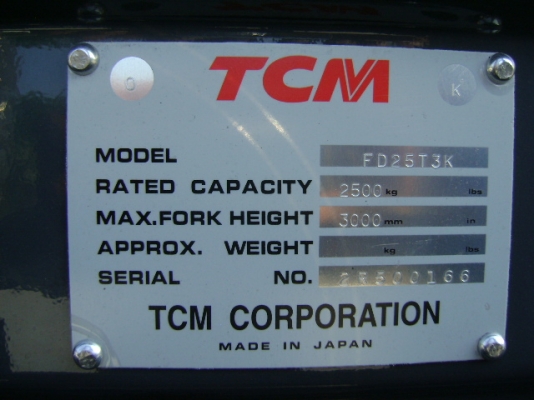 O TCM K
MODEL FD25T3K
RATED CAPACITY 2500 kg lbs
MAX.FORK HEIGHT 3000 mm in
APPROX. WEIGHT kg lbs
SERIAL NO.
TCM CORPORATION
MADE IN JAPAN